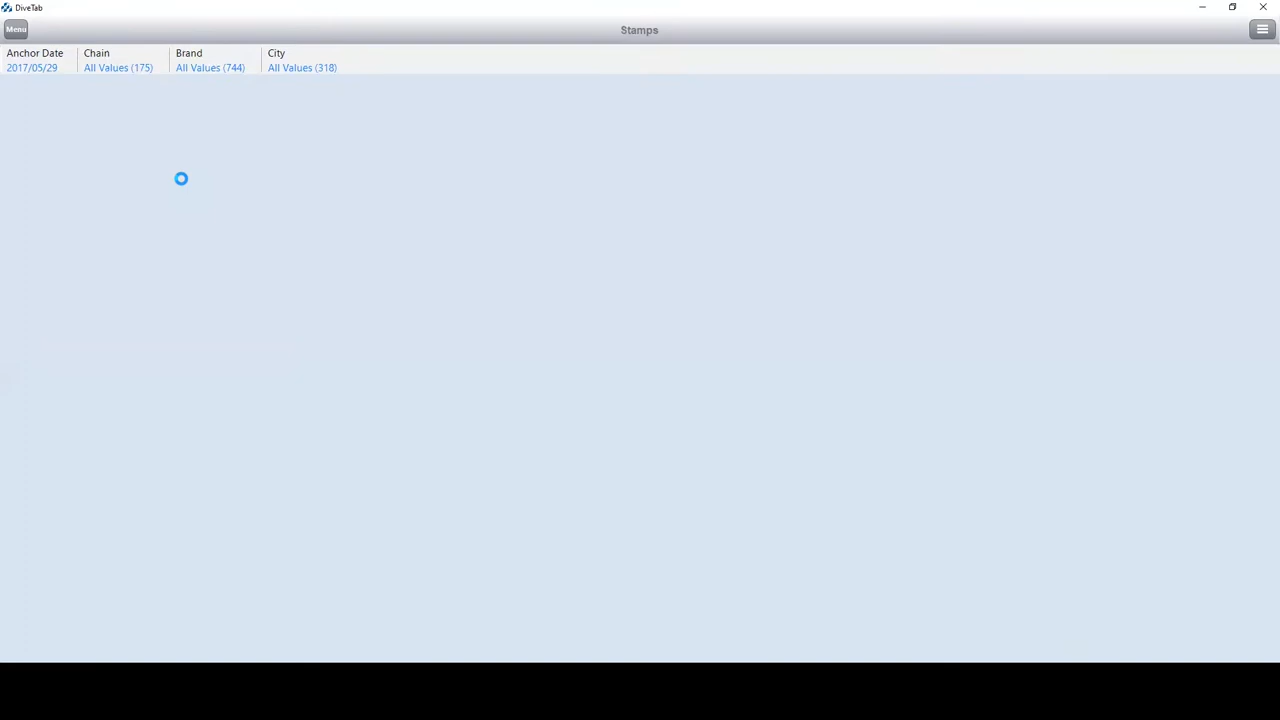 DiveTab
Menu
Stamps
Anchor Date Chain Brand City
2017/05/29 All Values (175) All Values (744) All Values (318)